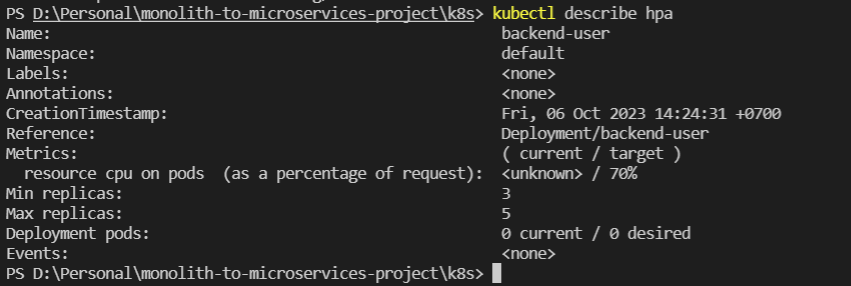 PS D:\Personal\monolith-to-microservices-project\k8s> kubectl describe hpa
Name: backend-user
Namespace: default
Labels: <none>
Annotations: <none>
CreationTimestamp: Fri, 06 Oct 2023 14:24:31 +0700
Reference: Deployment/backend-user
Metrics: ( current / target )
  resource cpu on pods  (as a percentage of request): <unknown> / 70%
Min replicas: 3
Max replicas: 5
Deployment pods: 0 current / 0 desired
Events: <none>
PS D:\Personal\monolith-to-microservices-project\k8s>